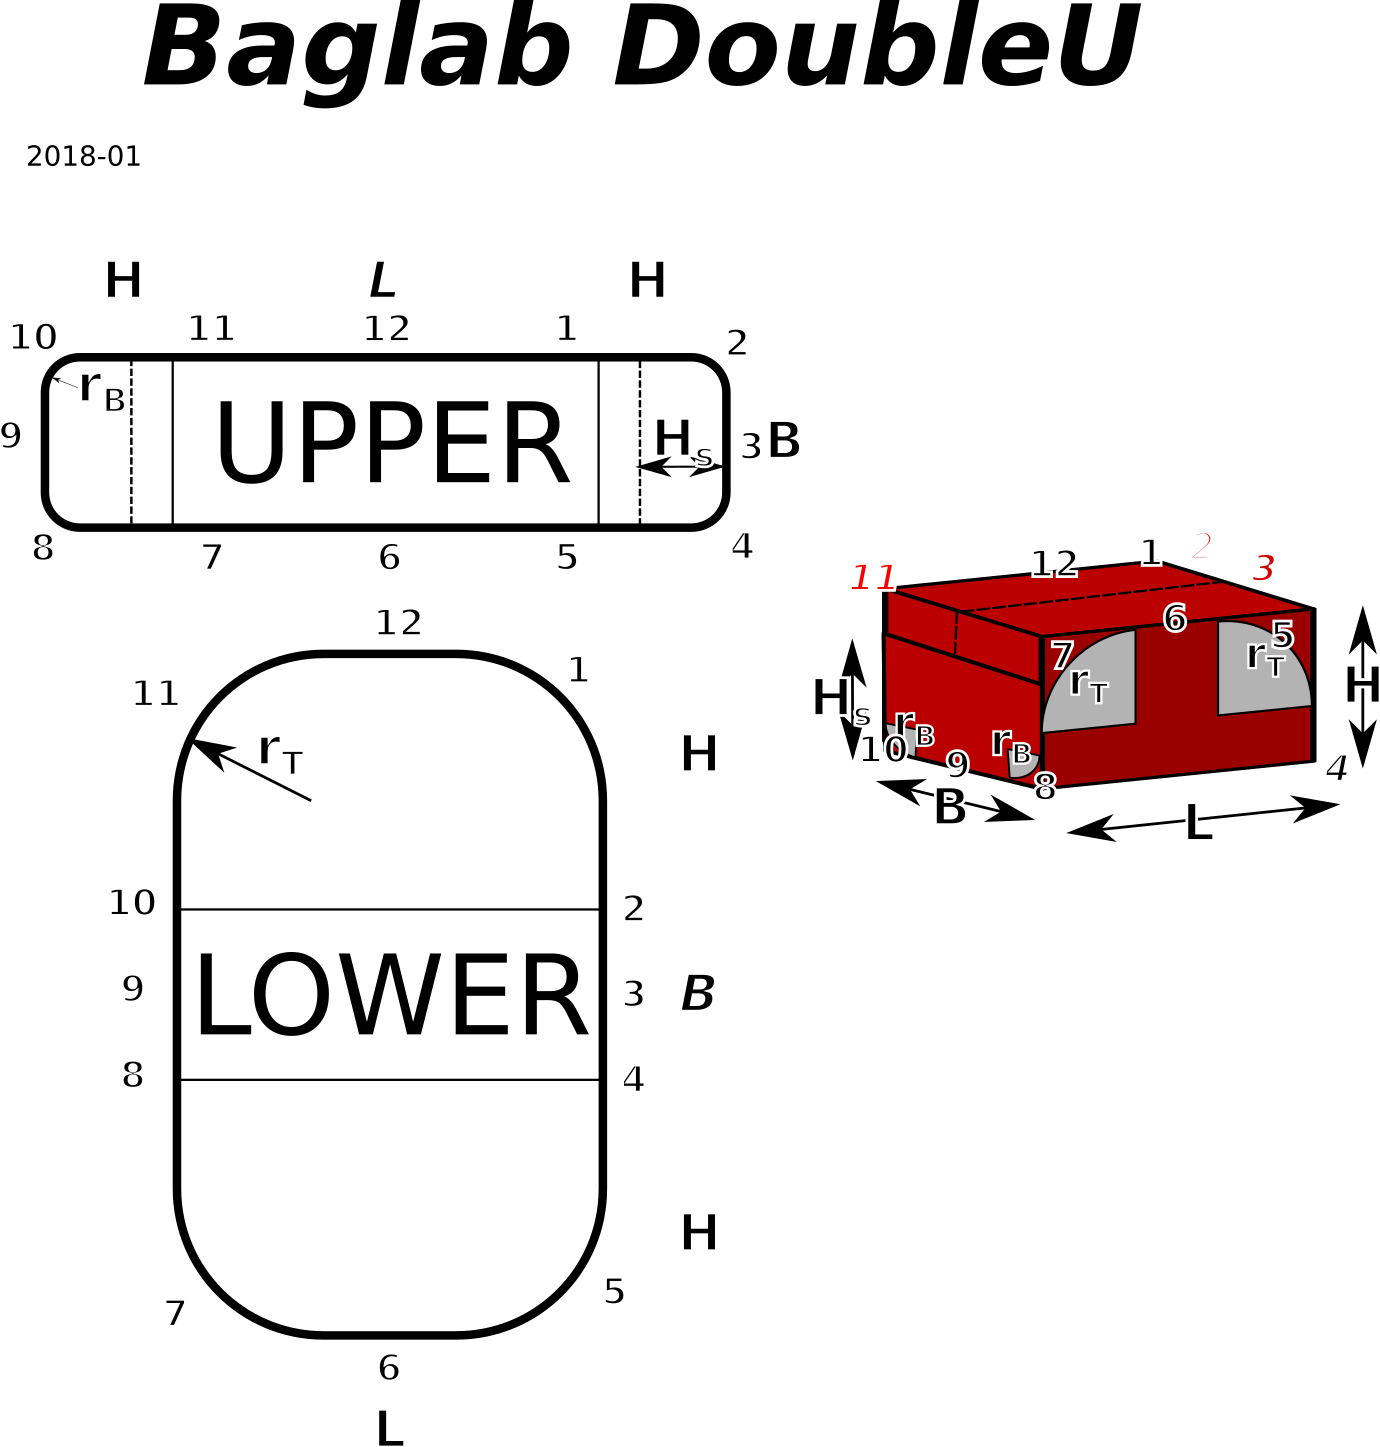 Baglab DoubleU
2018-01
H L H
10 11 12 1 2
rB
UPPER
Hs
9 3 B
8 7 6 5 4
12
11 1
rT
H
10 2
LOWER
9 3 B
8 4
H
7 5
6
L
11 12 1 2 3
6
7 5
rT rT
H
Hs
rB rB
10 9 8 4
B
L